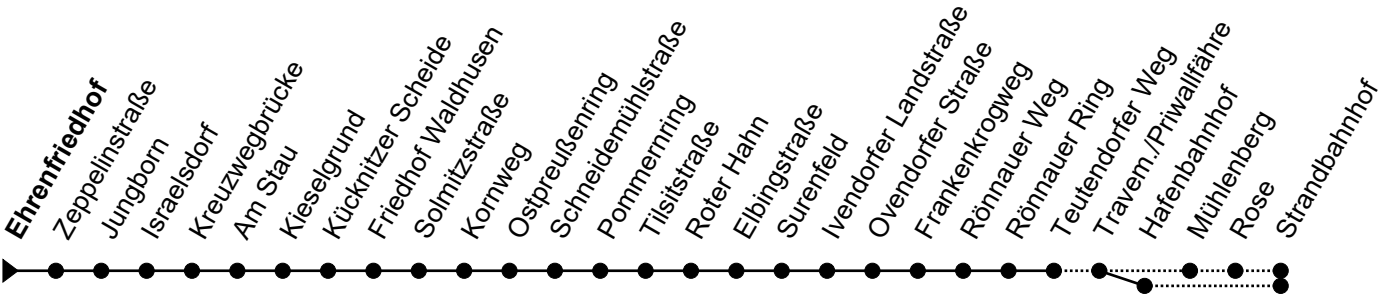 Ehrenfriedhof
Zeppelinstraße
Jungborn
Israelsdorf
Kreuzwegbrücke
Am Stau
Kieselgrund
Kücknitzer Scheide
Friedhof Waldhusen
Solmitzstraße
Kornweg
Ostpreußenring
Schneidemühlstraße
Pommernring
Tilsitstraße
Roter Hahn
Elbingstraße
Surenfeld
Ivendorfer Landstraße
Ovendorfer Straße
Frankenkrogweg
Rönnauer Weg
Rönnauer Ring
Teutendorfer Weg
Travem./Priwallfähre
Hafenbahnhof
Mühlenberg
Rose
Strandbahnhof